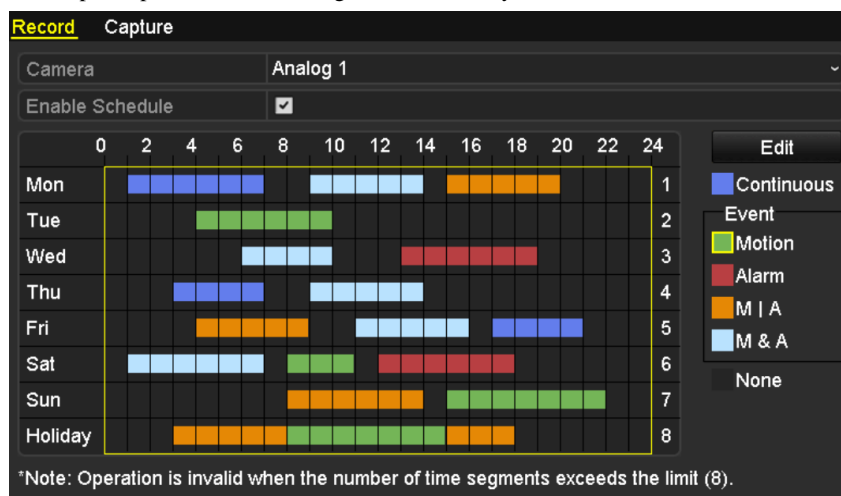 Record Capture
Camera Analog 1
Enable Schedule
0 2 4 6 8 10 12 14 16 18 20 22 24
Edit
Mon 1
Continuous
Event
Tue 2
Motion
Wed 3
Alarm
Thu 4
M | A
Fri 5
M & A
Sat 6
None
Sun 7
Holiday 8
*Note: Operation is invalid when the number of time segments exceeds the limit (8).